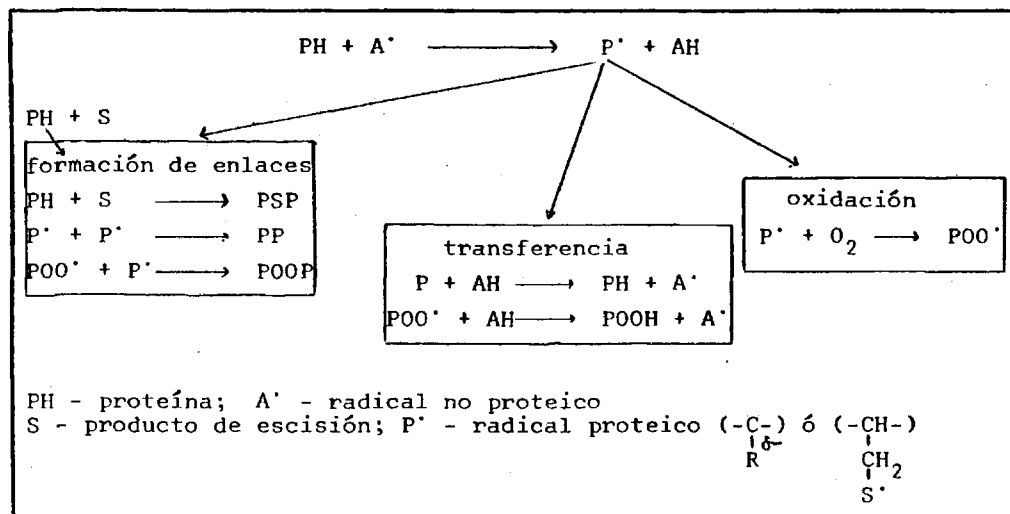 PH + A· ⟶ P· + AH
PH + S
formación de enlaces
PH + S ⟶ PSP
P· + P· ⟶ PP
POO· + P· ⟶ POOP
transferencia
P + AH ⟶ PH + A·
POO· + AH ⟶ POOH + A·
oxidación
P· + O₂ ⟶ POO·
PH - proteína; A· - radical no proteico
S - producto de escisión; P· - radical proteico (-C-) ó (-CH-)
R CH₂
S·